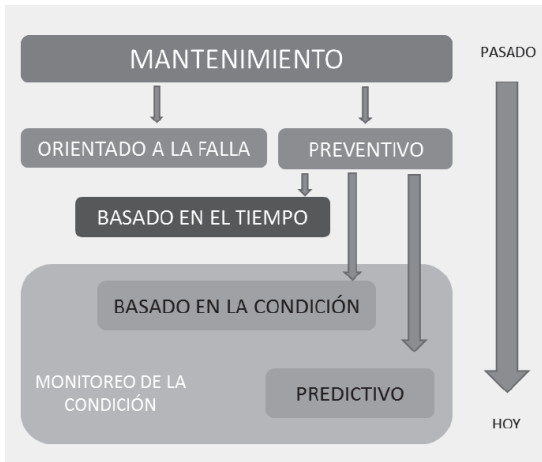 MANTENIMIENTO
PASADO
ORIENTADO A LA FALLA
PREVENTIVO
BASADO EN EL TIEMPO
BASADO EN LA CONDICIÓN
MONITOREO DE LA
CONDICIÓN
PREDICTIVO
HOY